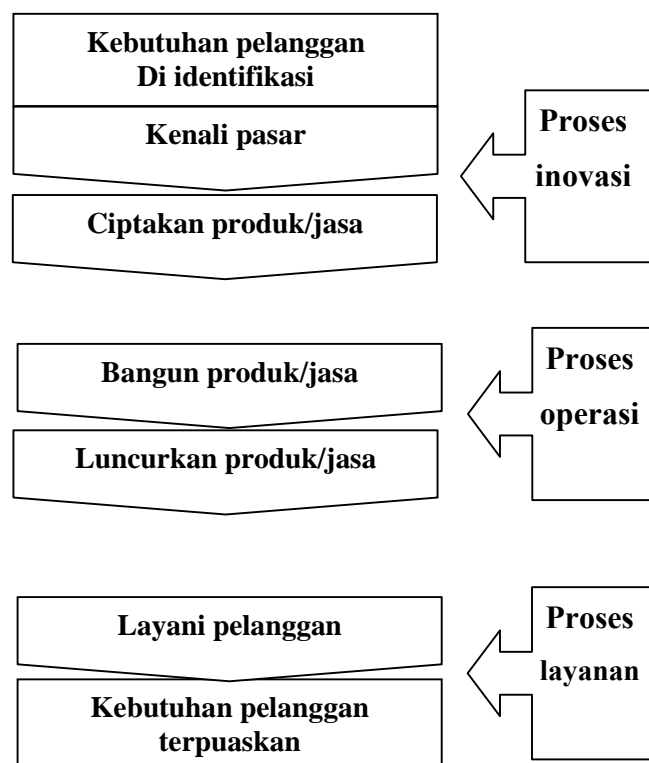 Kebutuhan pelanggan
Di identifikasi
Kenali pasar
Ciptakan produk/jasa
Proses
inovasi
Bangun produk/jasa
Luncurkan produk/jasa
Proses
operasi
Layani pelanggan
Kebutuhan pelanggan
terpuaskan
Proses
layanan